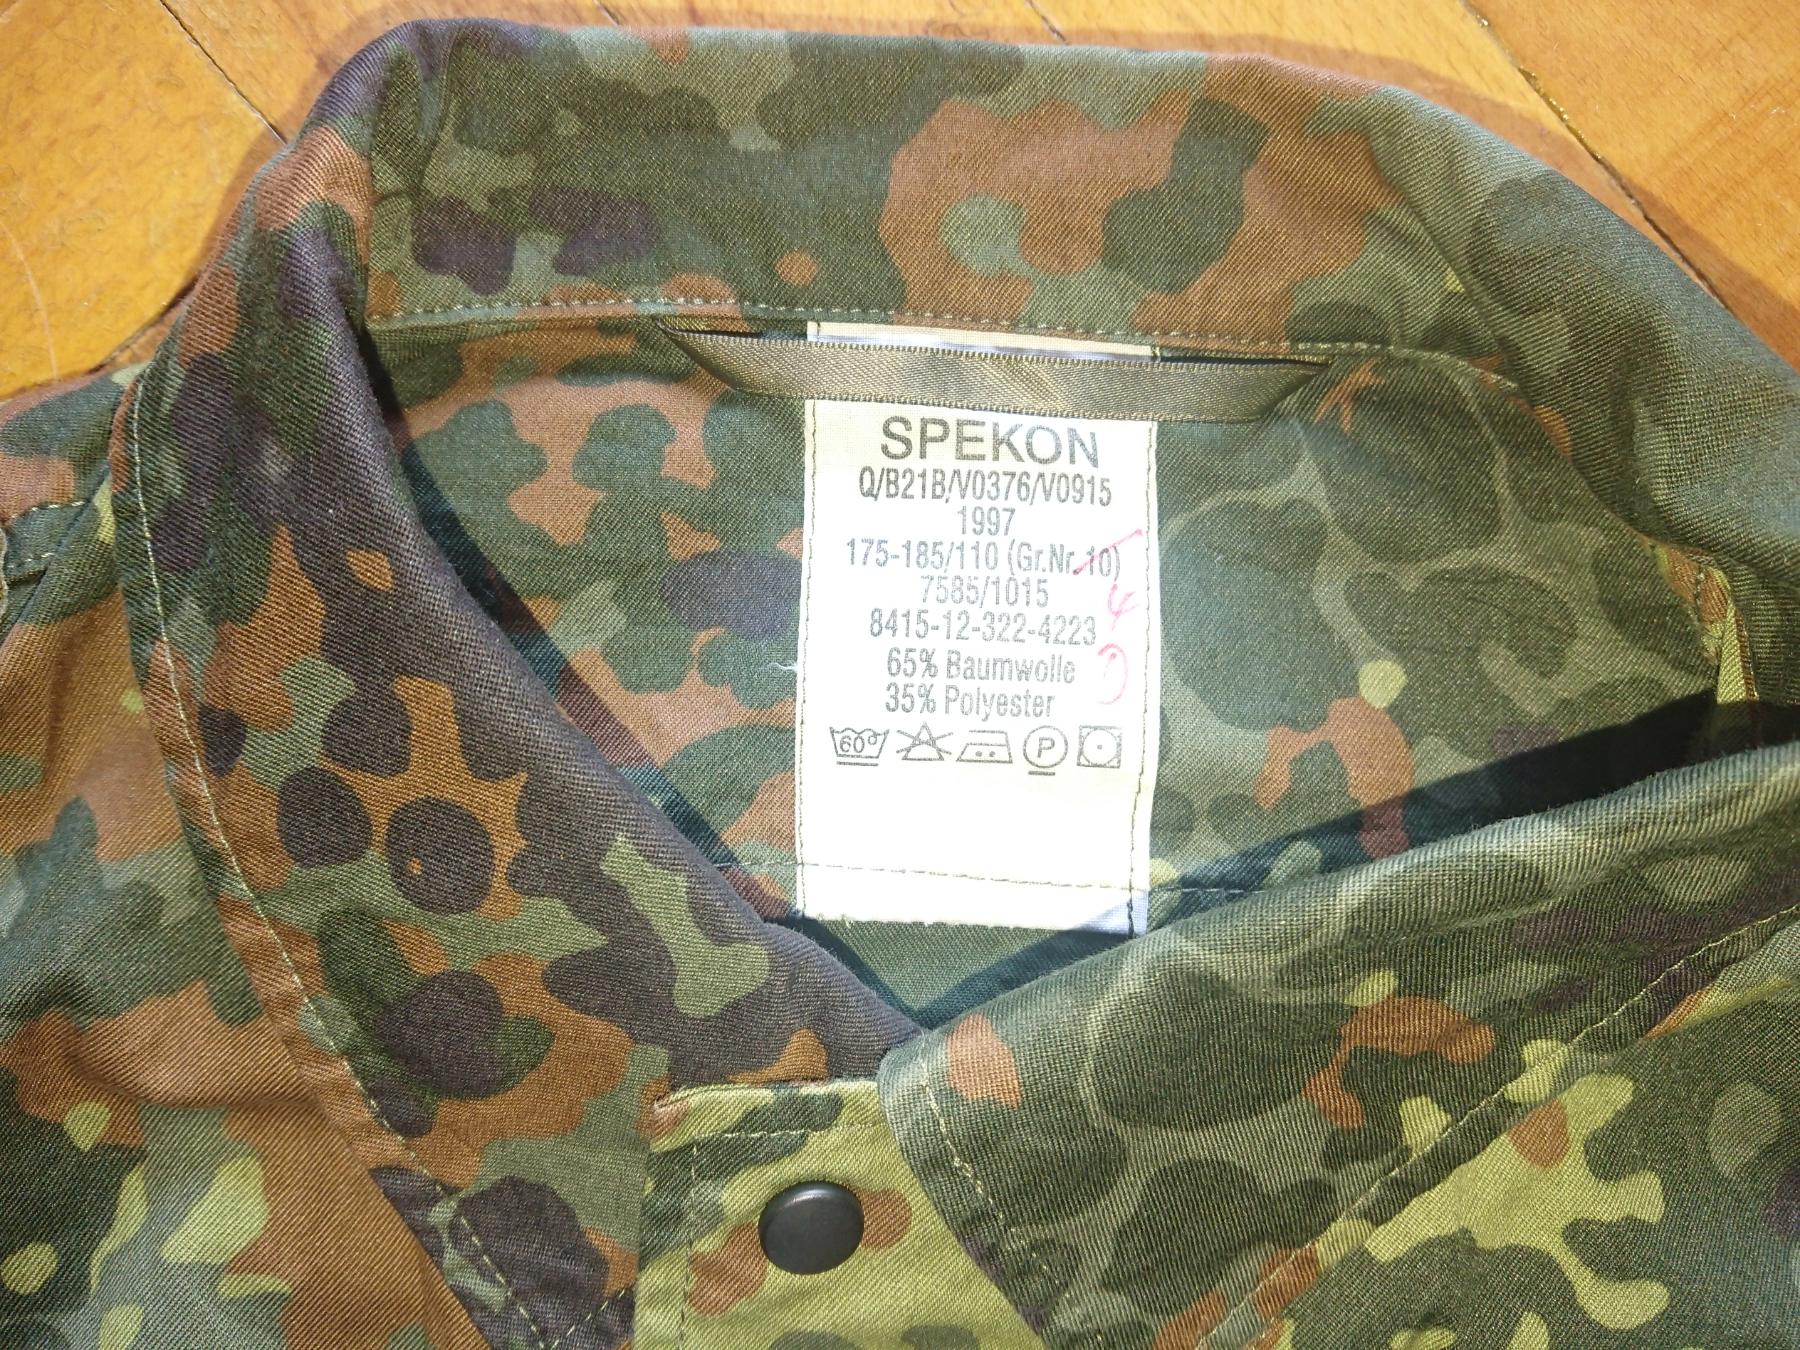 SPEKON
Q/B21B/V0376/V0915
1997
175-185/110 (Gr.Nr.10)
7585/1015
8415-12-322-4223
65% Baumwolle
35% Polyester
60°
P